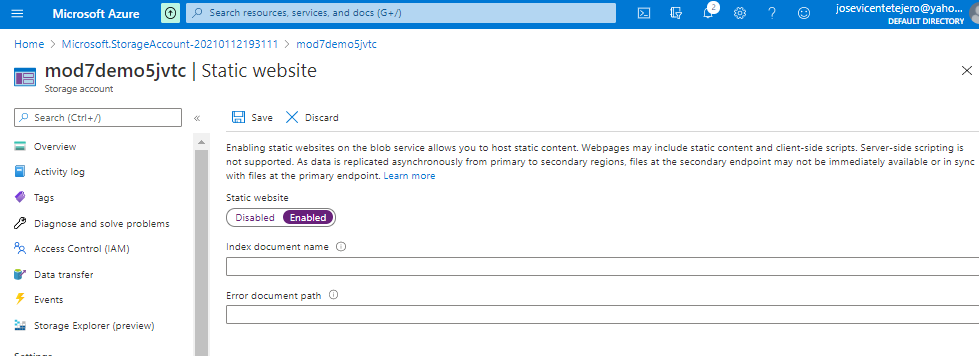 Microsoft Azure
Search resources, services, and docs (G+/)
2
josevicentetejero@yaho...
DEFAULT DIRECTORY
Home > Microsoft.StorageAccount-20210112193111 > mod7demo5jvtc
mod7demo5jvtc | Static website
Storage account
Search (Ctrl+/)
Overview
Activity log
Tags
Diagnose and solve problems
Access Control (IAM)
Data transfer
Events
Storage Explorer (preview)
Save
Discard
Enabling static websites on the blob service allows you to host static content. Webpages may include static content and client-side scripts. Server-side scripting is
not supported. As data is replicated asynchronously from primary to secondary regions, files at the secondary endpoint may not be immediately available or in sync
with files at the primary endpoint. Learn more
Static website
Disabled Enabled
Index document name
Error document path